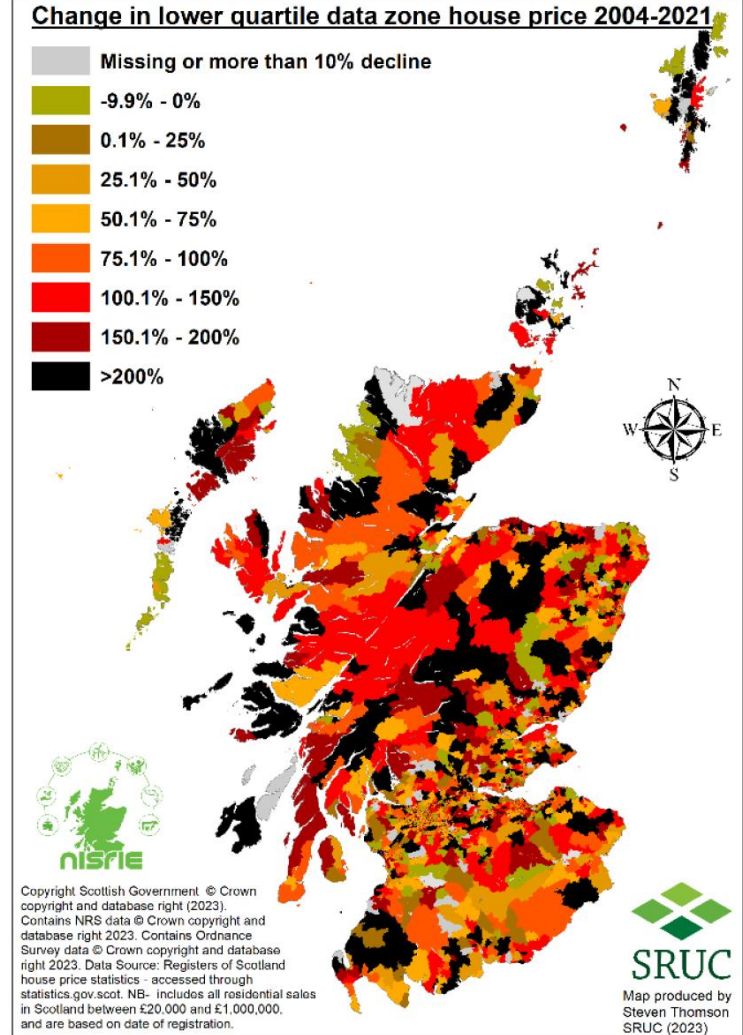 Change in lower quartile data zone house price 2004-2021
Missing or more than 10% decline
-9.9% - 0%
0.1% - 25%
25.1% - 50%
50.1% - 75%
75.1% - 100%
100.1% - 150%
150.1% - 200%
>200%
N
W E
S
nisrie
Copyright Scottish Government © Crown
copyright and database right (2023).
Contains NRS data © Crown copyright and
database right 2023. Contains Ordnance
Survey data © Crown copyright and database
right 2023. Data Source: Registers of Scotland
house price statistics - accessed through
statistics.gov.scot. NB- includes all residential sales
in Scotland between £20,000 and £1,000,000,
and are based on date of registration.
SRUC
Map produced by
Steven Thomson
SRUC (2023)